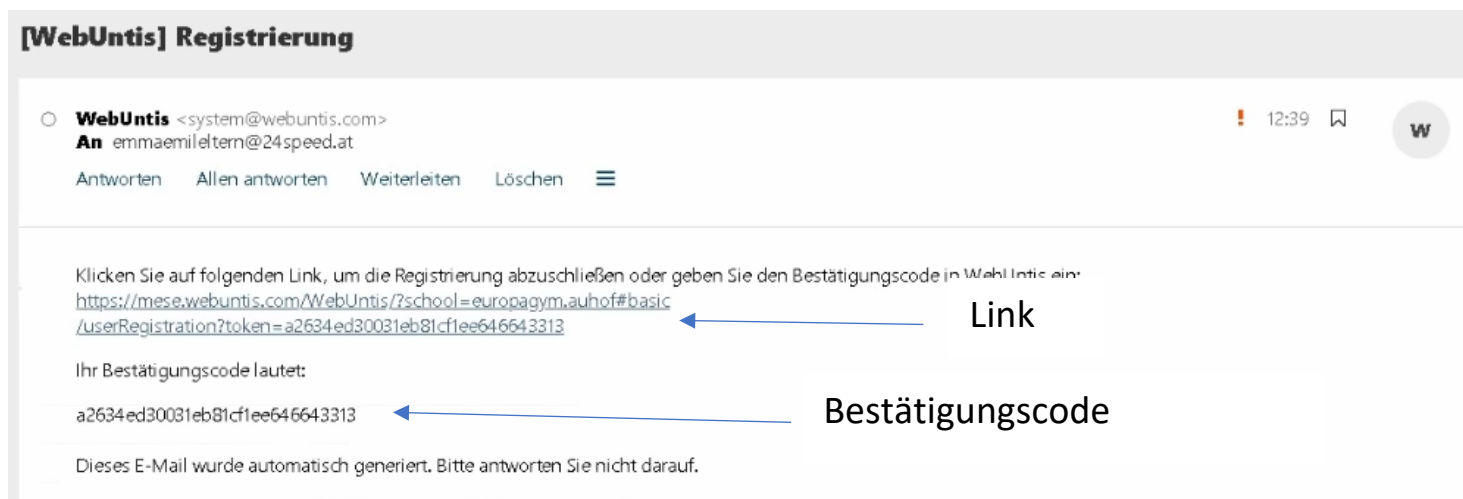 [WebUntis] Registrierung
WebUntis <system@webuntis.com>
! 12:39
W
An emmaemileltern@24speed.at
Antworten Allen antworten Weiterleiten Löschen
Klicken Sie auf folgenden Link, um die Registrierung abzuschließen oder geben Sie den Bestätigungscode in WebUntis ein:
https://mese.webuntis.com/WebUntis/?school=europagym.auhof#basic
/userRegistration?token=a2634ed30031eb81cf1ee646643313
Link
Ihr Bestätigungscode lautet:
a2634ed30031eb81cf1ee646643313
Bestätigungscode
Dieses E-Mail wurde automatisch generiert. Bitte antworten Sie nicht darauf.